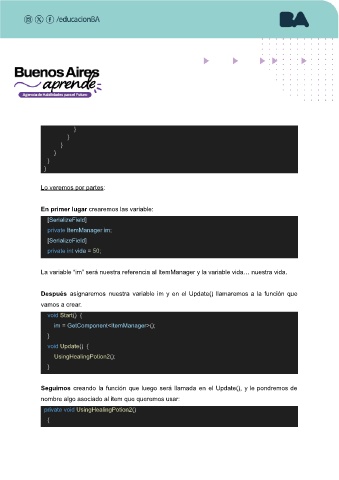 /educacionBA
BA
Buenos Aires
aprende
Agencia de Habilidades para el Futuro
}
}
}
}
}
}
Lo veremos por partes:
En primer lugar crearemos las variable:
[SerializeField]
private ItemManager im;
[SerializeField]
private int vida = 50;
La variable “im” será nuestra referencia al ItemManager y la variable vida… nuestra vida.
Después asignaremos nuestra variable im y en el Update() llamaremos a la función que
vamos a crear.
void Start() {
im = GetComponent<ItemManager>();
}
void Update() {
UsingHealingPotion2();
}
Seguimos creando la función que luego será llamada en el Update(), y le pondremos de
nombre algo asociado al ítem que queremos usar:
private void UsingHealingPotion2()
{